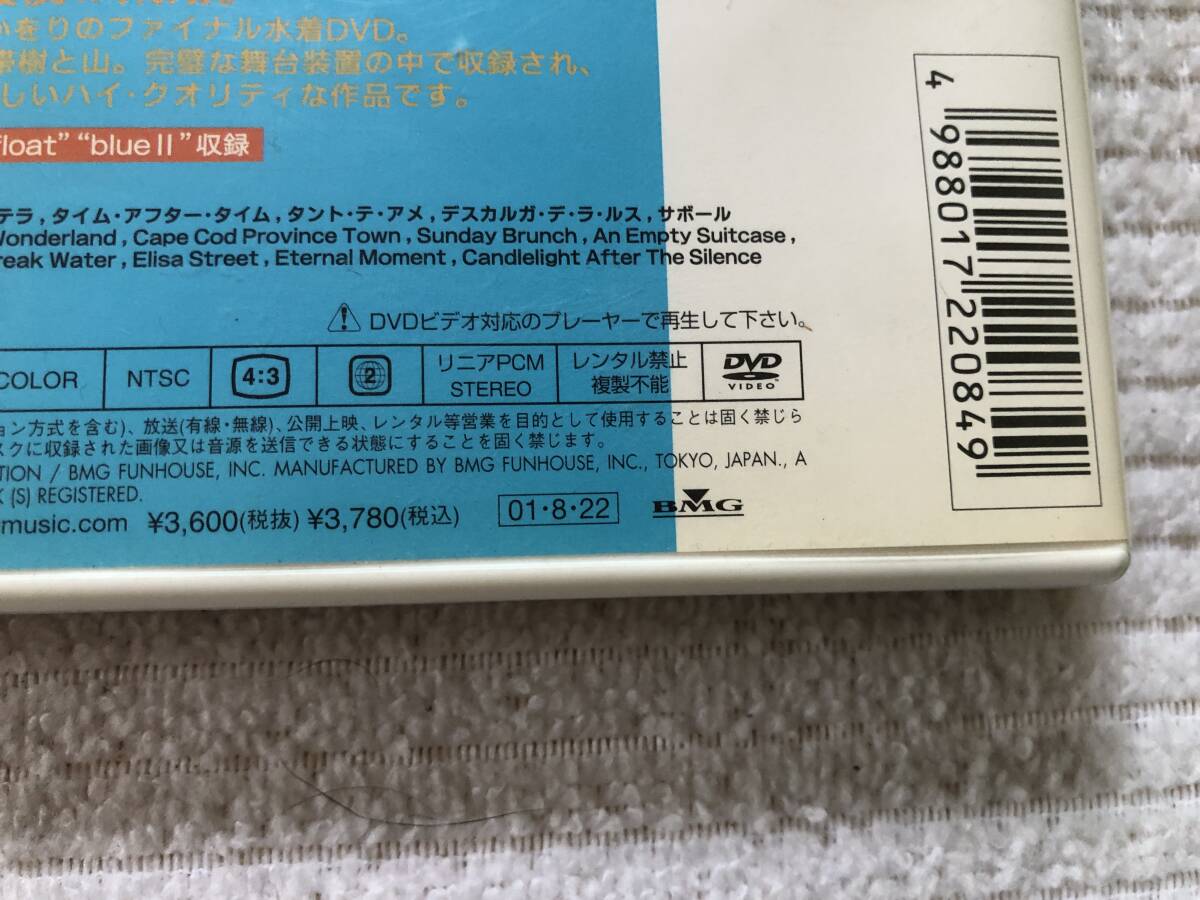 かをりのファイナル水着DVD。
帯樹と山。完璧な舞台装置の中で収録され、
しいハイ・クオリティな作品です。
float” “blue II” 収録
テラ , タイム・アフター・タイム , タント・テ・アメ , デスカルガ・デ・ラ・ルス , サボール
Wonderland , Cape Cod Province Town , Sunday Brunch , An Empty Suitcase ,
reak Water , Elisa Street , Eternal Moment , Candlelight After The Silence
⚠ DVDビデオ対応のプレーヤーで再生して下さい。
COLOR NTSC 4:3 2 リニアPCM STEREO レンタル禁止 複製不能 DVD VIDEO
ョン方式を含む)、放送(有線・無線)、公開上映、レンタル等営業を目的として使用することは固く禁じら
スクに収録された画像又は音源を送信できる状態にすることを固く禁じます。
TION / BMG FUNHOUSE, INC. MANUFACTURED BY BMG FUNHOUSE, INC., TOKYO, JAPAN., A
K (S) REGISTERED.
music.com ¥3,600(税抜) ¥3,780(税込) 01・8・22 BMG
4 988017 220849